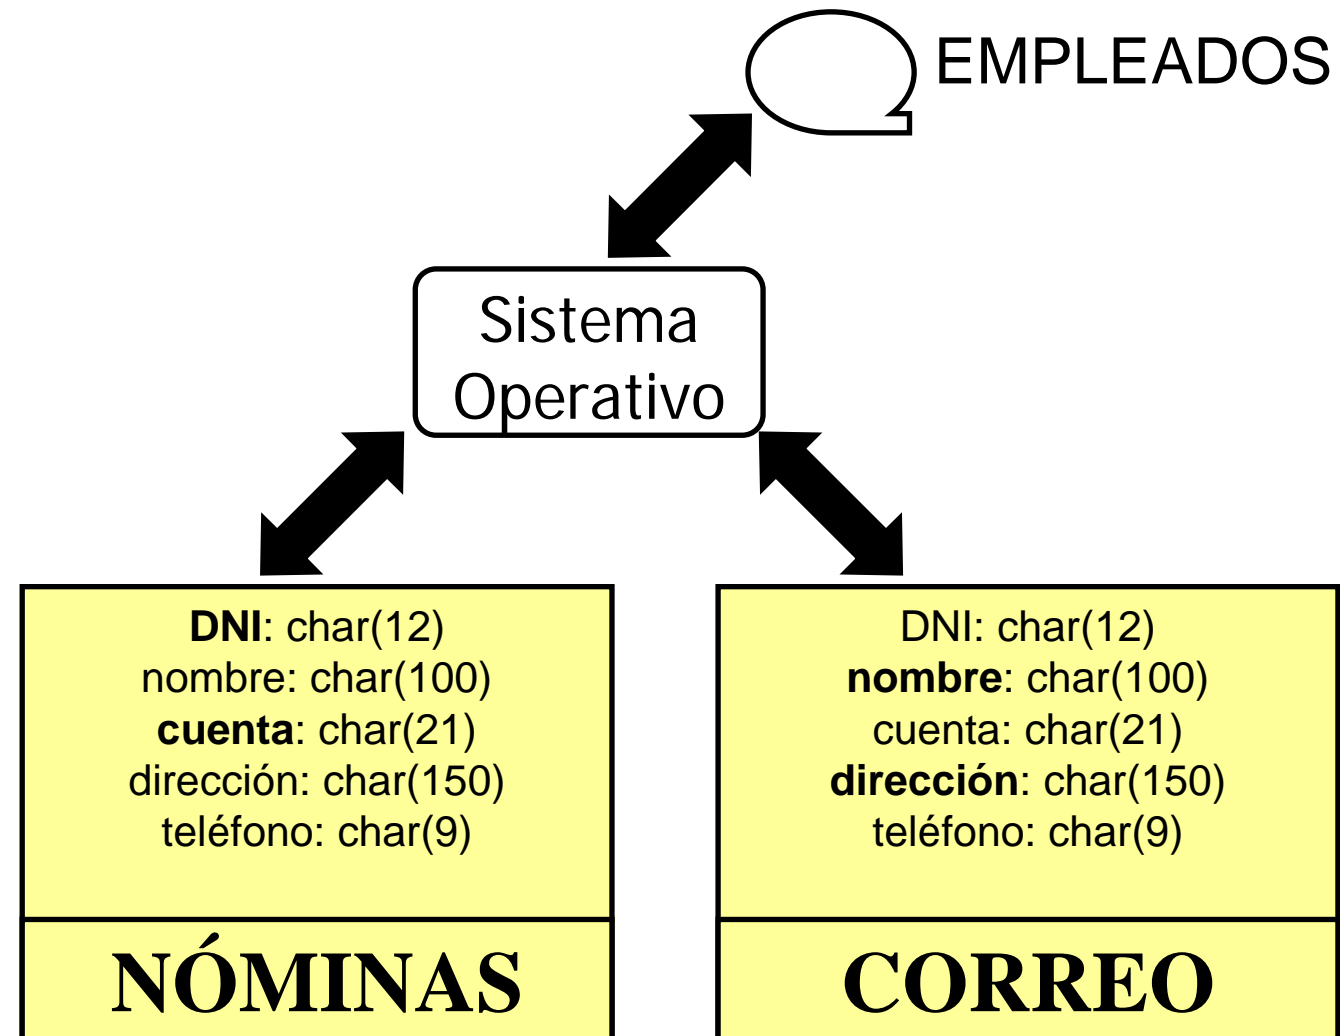 EMPLEADOS
Sistema
Operativo
DNI: char(12)
nombre: char(100)
cuenta: char(21)
dirección: char(150)
teléfono: char(9)
NÓMINAS
DNI: char(12)
nombre: char(100)
cuenta: char(21)
dirección: char(150)
teléfono: char(9)
CORREO